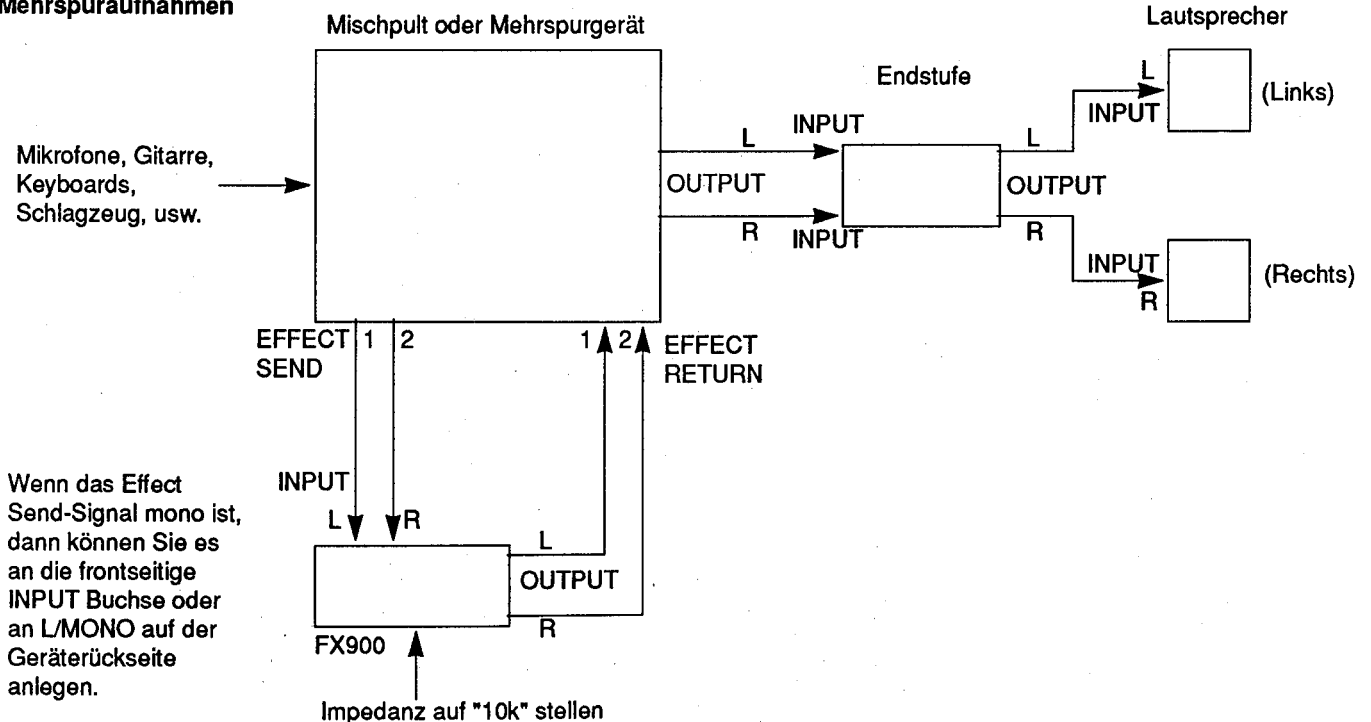 Mehrspuraufnahmen
Mischpult oder Mehrspurgerät
Lautsprecher
Endstufe
L
INPUT
(Links)
Mikrofone, Gitarre,
Keyboards,
Schlagzeug, usw.
L
INPUT
OUTPUT
R
INPUT
L
OUTPUT
R
INPUT
R
(Rechts)
EFFECT
SEND
1
2
1
2
EFFECT
RETURN
Wenn das Effect
Send-Signal mono ist,
dann können Sie es
an die frontseitige
INPUT Buchse oder
an L/MONO auf der
Geräterückseite
anlegen.
INPUT
L
R
L
OUTPUT
R
FX900
Impedanz auf "10k" stellen